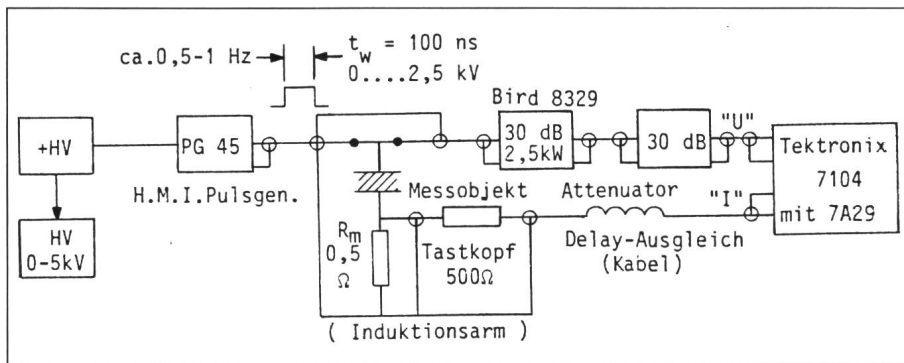 ca.0,5-1 Hz
t_w = 100 ns
0....2,5 kV
Bird 8329
+HV
PG 45
30 dB
2,5kW
30 dB
"U"
Tektronix
7104
mit 7A29
H.M.I.Pulsgen.
Messobjekt
Attenuator
"I"
HV
0-5kV
R_m
0,5
Ω
Tastkopf
500Ω
Delay-Ausgleich
(Kabel)
( Induktionsarm )